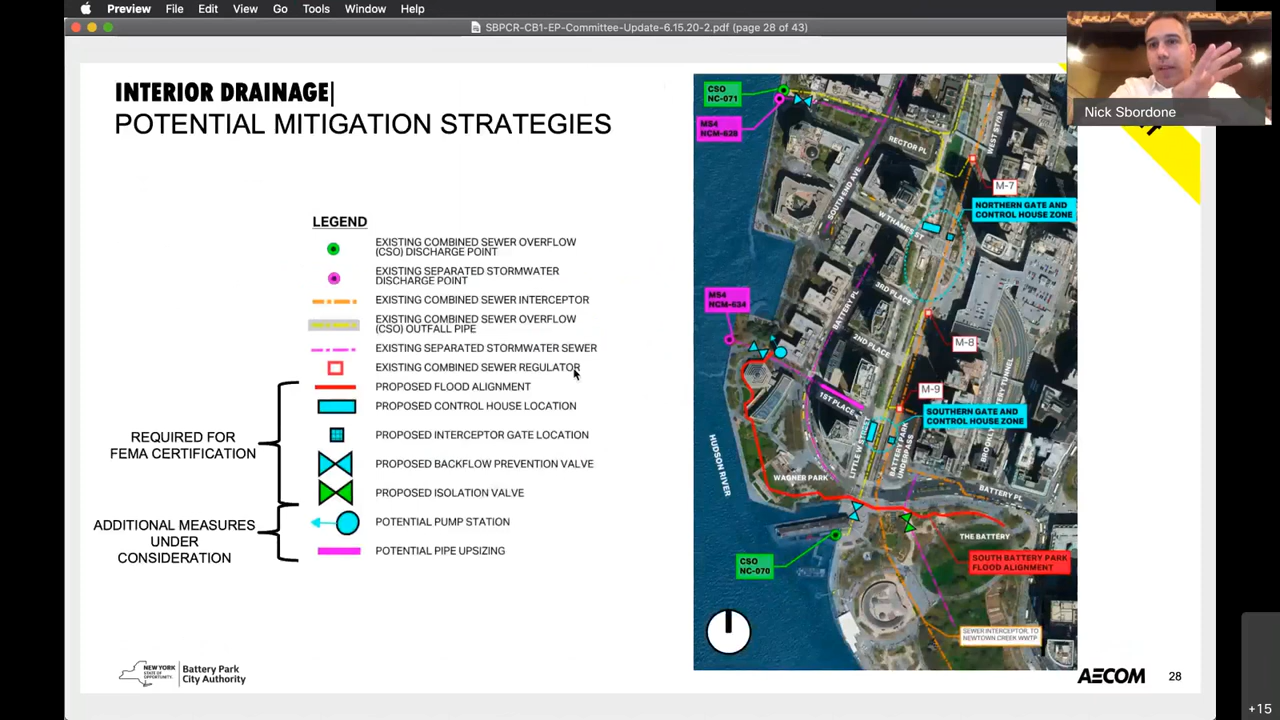 Preview File Edit View Go Tools Window Help
SBPCR-CB1-EP-Committee-Update-6.15.20-2.pdf (page 28 of 43)
Nick Sbordone
INTERIOR DRAINAGE|
POTENTIAL MITIGATION STRATEGIES
LEGEND
EXISTING COMBINED SEWER OVERFLOW
(CSO) DISCHARGE POINT
EXISTING SEPARATED STORMWATER
DISCHARGE POINT
EXISTING COMBINED SEWER INTERCEPTOR
EXISTING COMBINED SEWER OVERFLOW
(CSO) OUTFALL PIPE
EXISTING SEPARATED STORMWATER SEWER
EXISTING COMBINED SEWER REGULATOR
PROPOSED FLOOD ALIGNMENT
PROPOSED CONTROL HOUSE LOCATION
PROPOSED INTERCEPTOR GATE LOCATION
PROPOSED BACKFLOW PREVENTION VALVE
PROPOSED ISOLATION VALVE
POTENTIAL PUMP STATION
POTENTIAL PIPE UPSIZING
REQUIRED FOR
FEMA CERTIFICATION
ADDITIONAL MEASURES
UNDER
CONSIDERATION
CSO
NC-071
MS4
NCM-628
RECTOR PL
WEST ST/9A
M-7
SOUTH END AVE
NORTHERN GATE AND
CONTROL HOUSE ZONE
W THAMES ST
3RD PLACE
MS4
NCM-634
BATTERY PL
2ND PLACE
M-8
1ST PLACE
M-9
SOUTHERN GATE AND
CONTROL HOUSE ZONE
LITTLE W STREET
BATTERY PARK
UNDERPASS
HUDSON RIVER
WAGNER PARK
BATTERY PL
THE BATTERY
SOUTH BATTERY PARK
FLOOD ALIGNMENT
CSO
NC-070
SEWER INTERCEPTOR, TO
NEWTOWN CREEK WWTP
NEW YORK
STATE OF
OPPORTUNITY.
Battery Park
City Authority
AECOM
28
+15